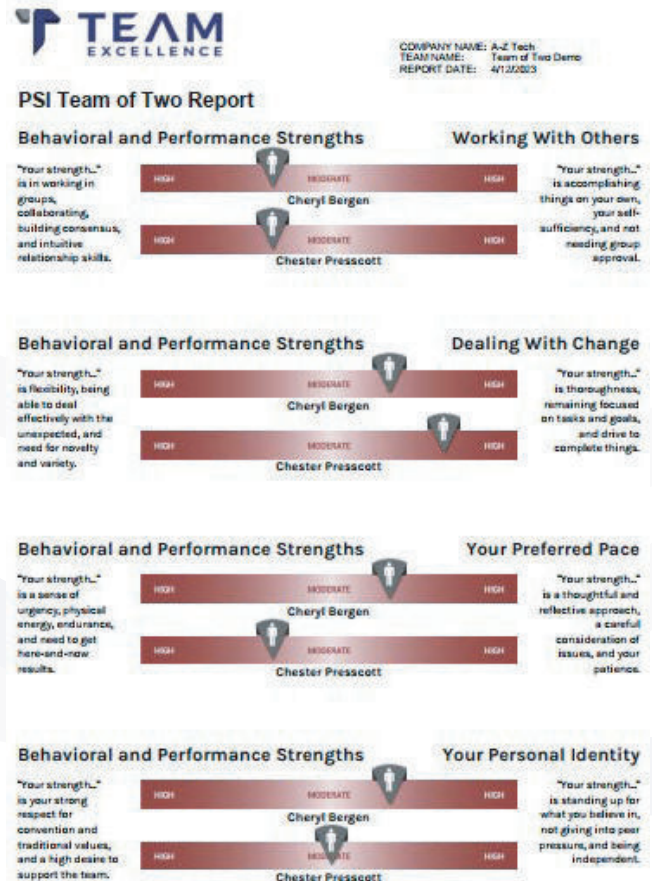 TEAM
EXCELLENCE
COMPANY NAME: A-Z Tech
TEAM NAME: Team of Two Demo
REPORT DATE: 4/12/2023
PSI Team of Two Report
Behavioral and Performance Strengths Working With Others
"Your strength..."
is in working in
groups,
collaborating,
building consensus,
and intuitive
relationship skills.
HIGH MODERATE HIGH
Cheryl Bergen
HIGH MODERATE HIGH
Chester Presscott
"Your strength..."
is accomplishing
things on your own,
your self-
sufficiency, and not
needing group
approval.
Behavioral and Performance Strengths Dealing With Change
"Your strength..."
is flexibility, being
able to deal
effectively with the
unexpected, and
need for novelty
and variety.
HIGH MODERATE HIGH
Cheryl Bergen
HIGH MODERATE HIGH
Chester Presscott
"Your strength..."
is thoroughness,
remaining focused
on tasks and goals,
and drive to
complete things.
Behavioral and Performance Strengths Your Preferred Pace
"Your strength..."
is a sense of
urgency, physical
energy, endurance,
and need to get
here-and-now
results.
HIGH MODERATE HIGH
Cheryl Bergen
HIGH MODERATE HIGH
Chester Presscott
"Your strength..."
is a thoughtful and
reflective approach,
a careful
consideration of
issues, and your
patience.
Behavioral and Performance Strengths Your Personal Identity
"Your strength..."
is your strong
respect for
convention and
traditional values,
and a high desire to
support the team.
HIGH MODERATE HIGH
Cheryl Bergen
HIGH MODERATE HIGH
Chester Presscott
"Your strength..."
is standing up for
what you believe in,
not giving into peer
pressure, and being
independent.